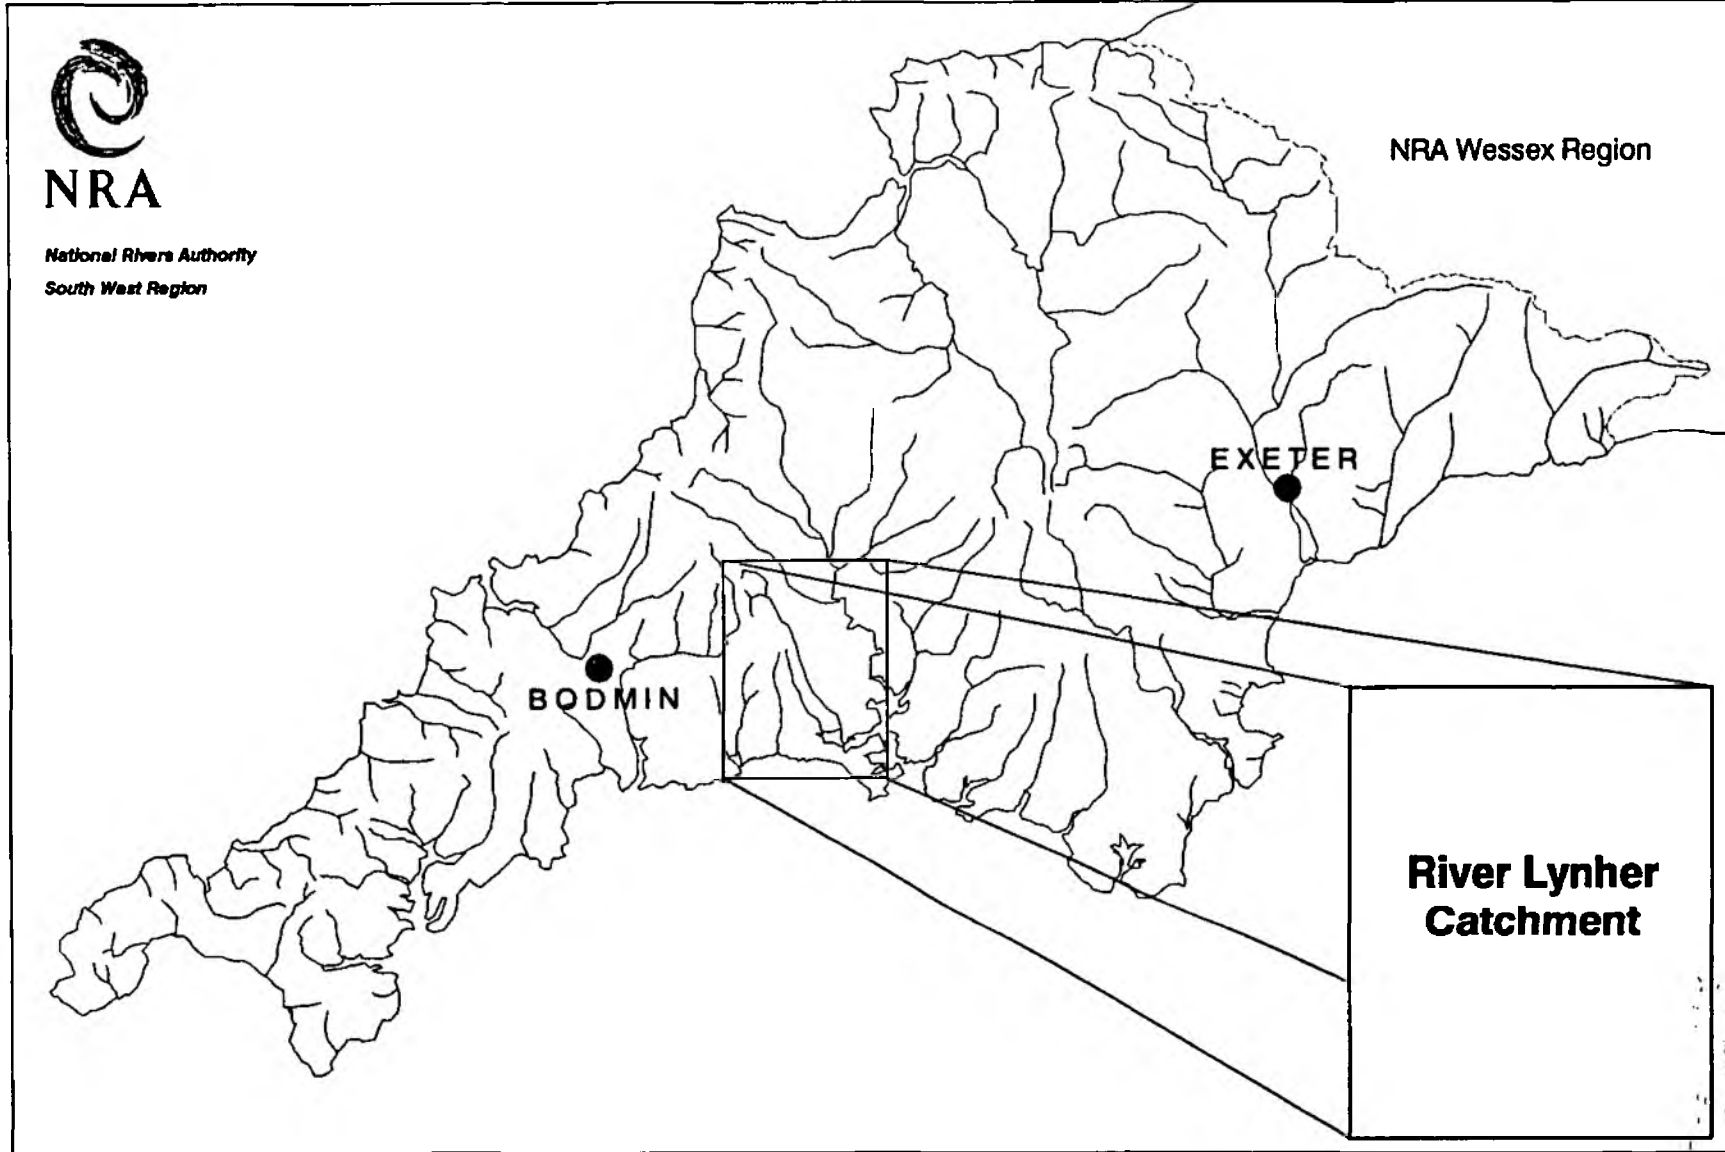 NRA
National Rivers Authority
South West Region
NRA Wessex Region
EXETER
BODMIN
River Lynher
Catchment